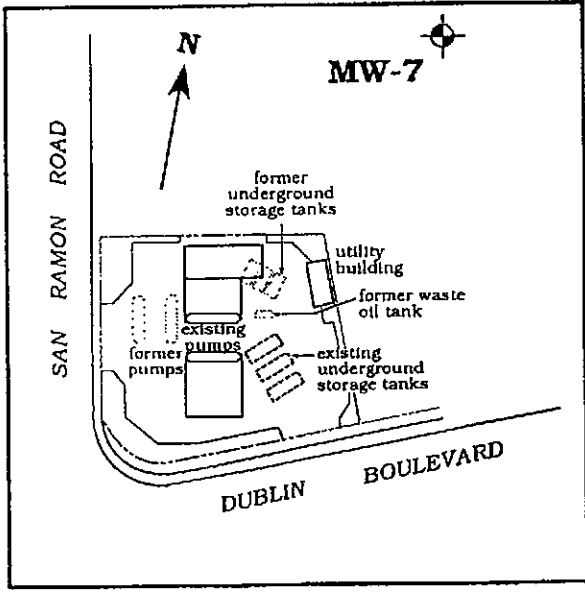 N
MW-7
SAN RAMON ROAD
former
underground
storage tanks
utility
building
former waste
oil tank
existing
pumps
former
pumps
existing
underground
storage tanks
DUBLIN BOULEVARD